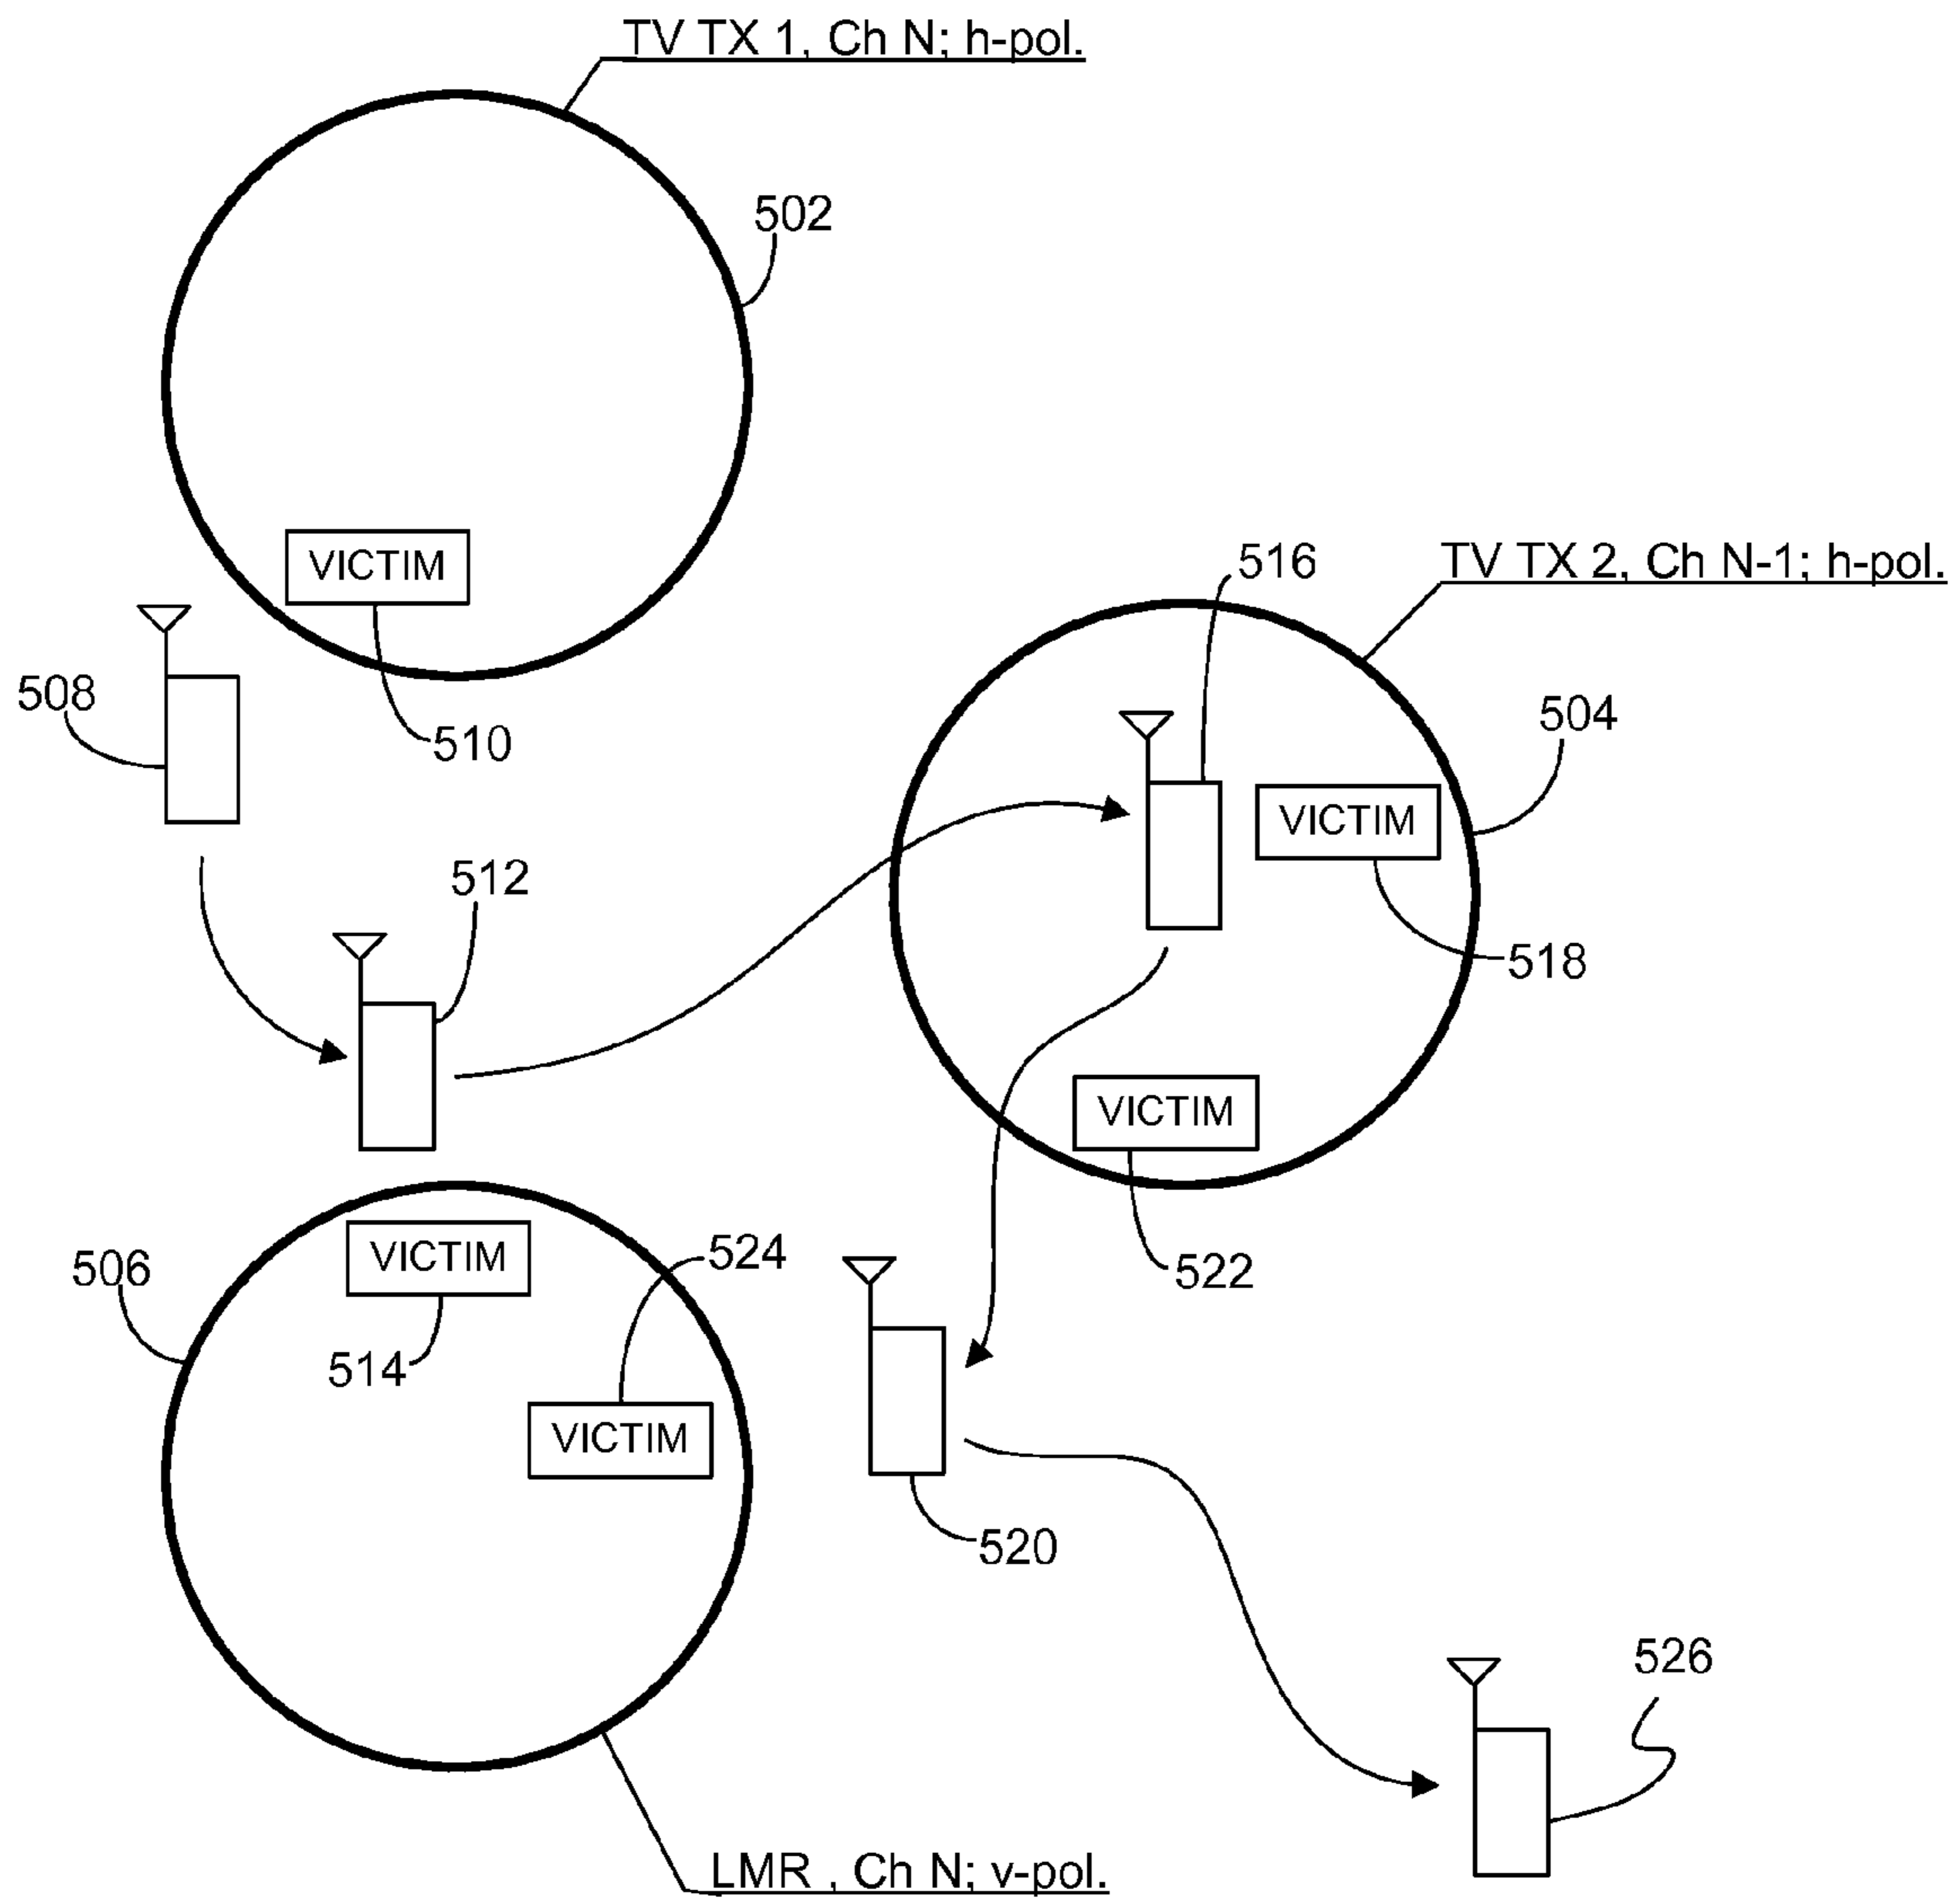 TV TX 1, Ch N; h-pol.
502
VICTIM
516
TV TX 2, Ch N-1; h-pol.
508
510
504
VICTIM
512
518
VICTIM
506
VICTIM
524
522
514
VICTIM
520
526
LMR , Ch N; v-pol.